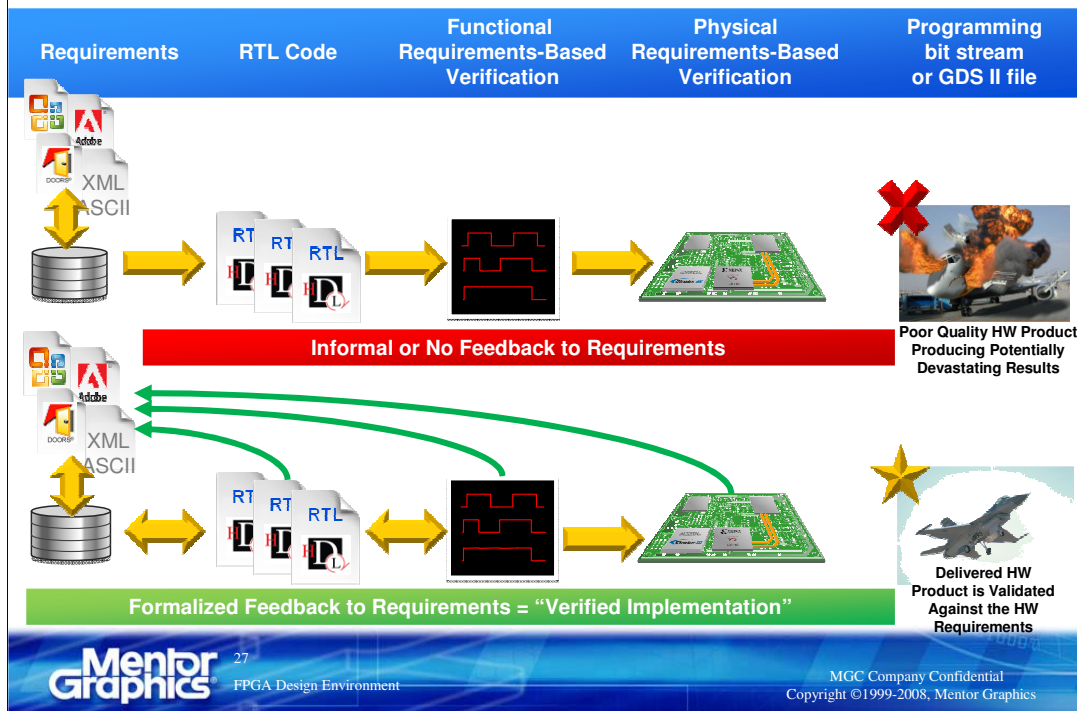 Requirements
RTL Code
Functional
Requirements-Based
Verification
Physical
Requirements-Based
Verification
Programming
bit stream
or GDS II file
Adobe
DOORS
XML
ASCII
RTL
RTL
RTL
HDL
Informal or No Feedback to Requirements
Poor Quality HW Product
Producing Potentially
Devastating Results
Adobe
DOORS
XML
ASCII
RTL
RTL
RTL
HDL
Formalized Feedback to Requirements = “Verified Implementation”
Delivered HW
Product is Validated
Against the HW
Requirements
Mentor
Graphics
27
FPGA Design Environment
MGC Company Confidential
Copyright ©1999-2008, Mentor Graphics